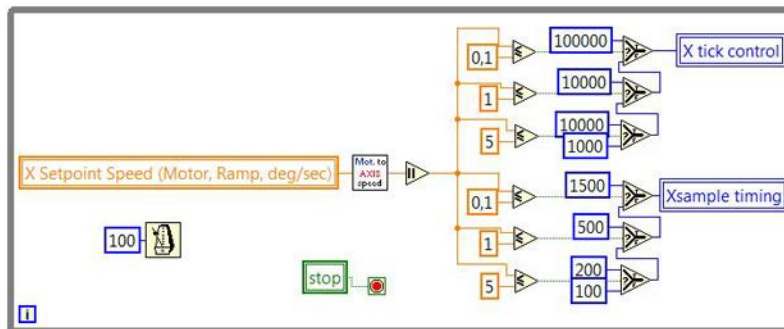 100000
X tick control
0,1
10000
1
10000
5
1000
X Setpoint Speed (Motor, Ramp, deg/sec)
Mot. to
AXIS
speed
1500
Xsample timing
0,1
500
1
200
5
100
100
stop
i